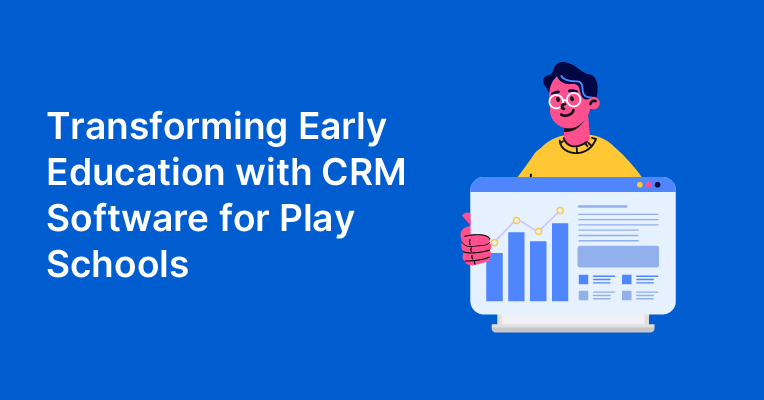 Transforming Early
Education with CRM
Software for Play
Schools